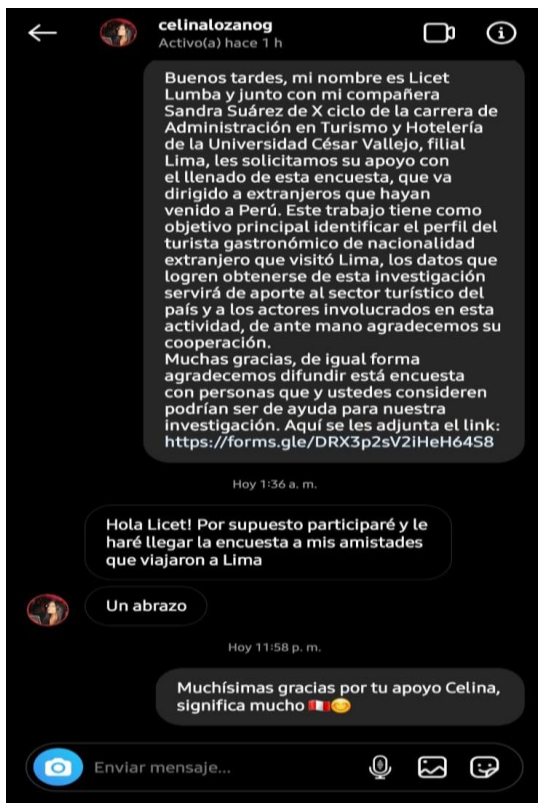 celinalozanog
Activo(a) hace 1 h
Buenos tardes, mi nombre es Licet
Lumba y junto con mi compañera
Sandra Suárez de X ciclo de la carrera de
Administración en Turismo y Hotelería
de la Universidad César Vallejo, filial
Lima, les solicitamos su apoyo con
el llenado de esta encuesta, que va
dirigido a extranjeros que hayan
venido a Perú. Este trabajo tiene como
objetivo principal identificar el perfil del
turista gastronómico de nacionalidad
extranjero que visitó Lima, los datos que
logren obtenerse de esta investigación
servirá de aporte al sector turístico del
país y a los actores involucrados en esta
actividad, de ante mano agradecemos su
cooperación.
Muchas gracias, de igual forma
agradecemos difundir está encuesta
con personas que y ustedes consideren
podrían ser de ayuda para nuestra
investigación. Aquí se les adjunta el link:
https://forms.gle/DRX3p2sV2iHeH64S8
Hoy 1:36 a. m.
Hola Licet! Por supuesto participaré y le
haré llegar la encuesta a mis amistades
que viajaron a Lima
Un abrazo
Hoy 11:58 p. m.
Muchísimas gracias por tu apoyo Celina,
significa mucho 🇵🇪😊
Enviar mensaje...